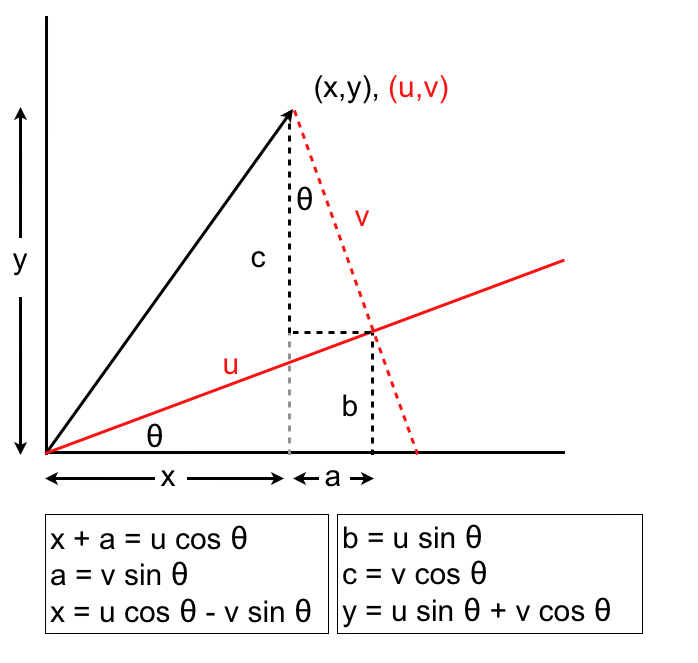 (x,y), (u,v)
θ
v
c
y
u
b
θ
x
a
x + a = u cos θ
a = v sin θ
x = u cos θ - v sin θ
b = u sin θ
c = v cos θ
y = u sin θ + v cos θ